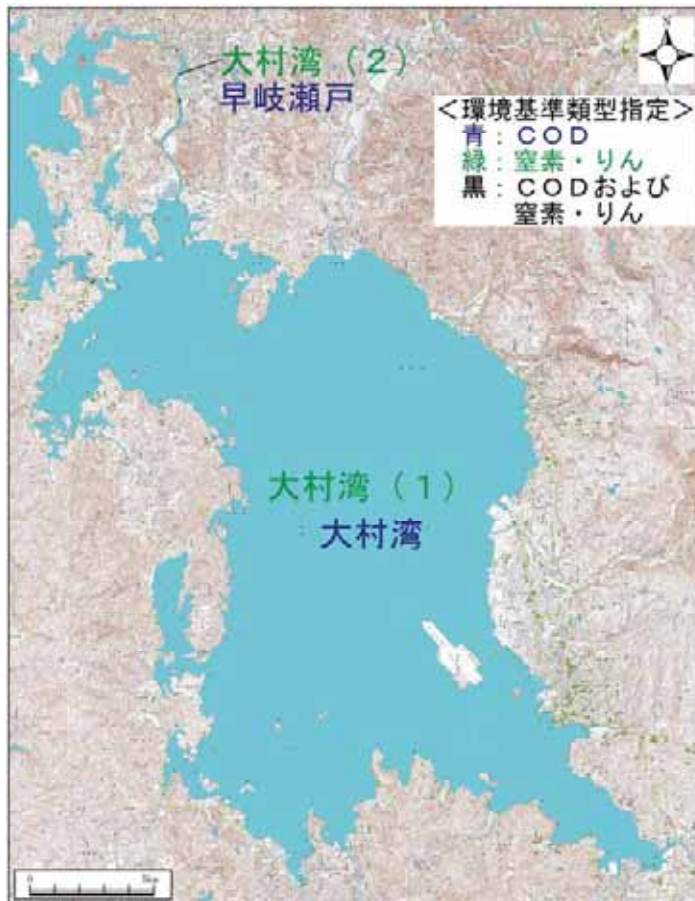 大村湾（２）
早岐瀬戸
＜環境基準類型指定＞
青：ＣＯＤ
緑：窒素・りん
黒：ＣＯＤおよび
窒素・りん
大村湾（１）
大村湾
0
5km